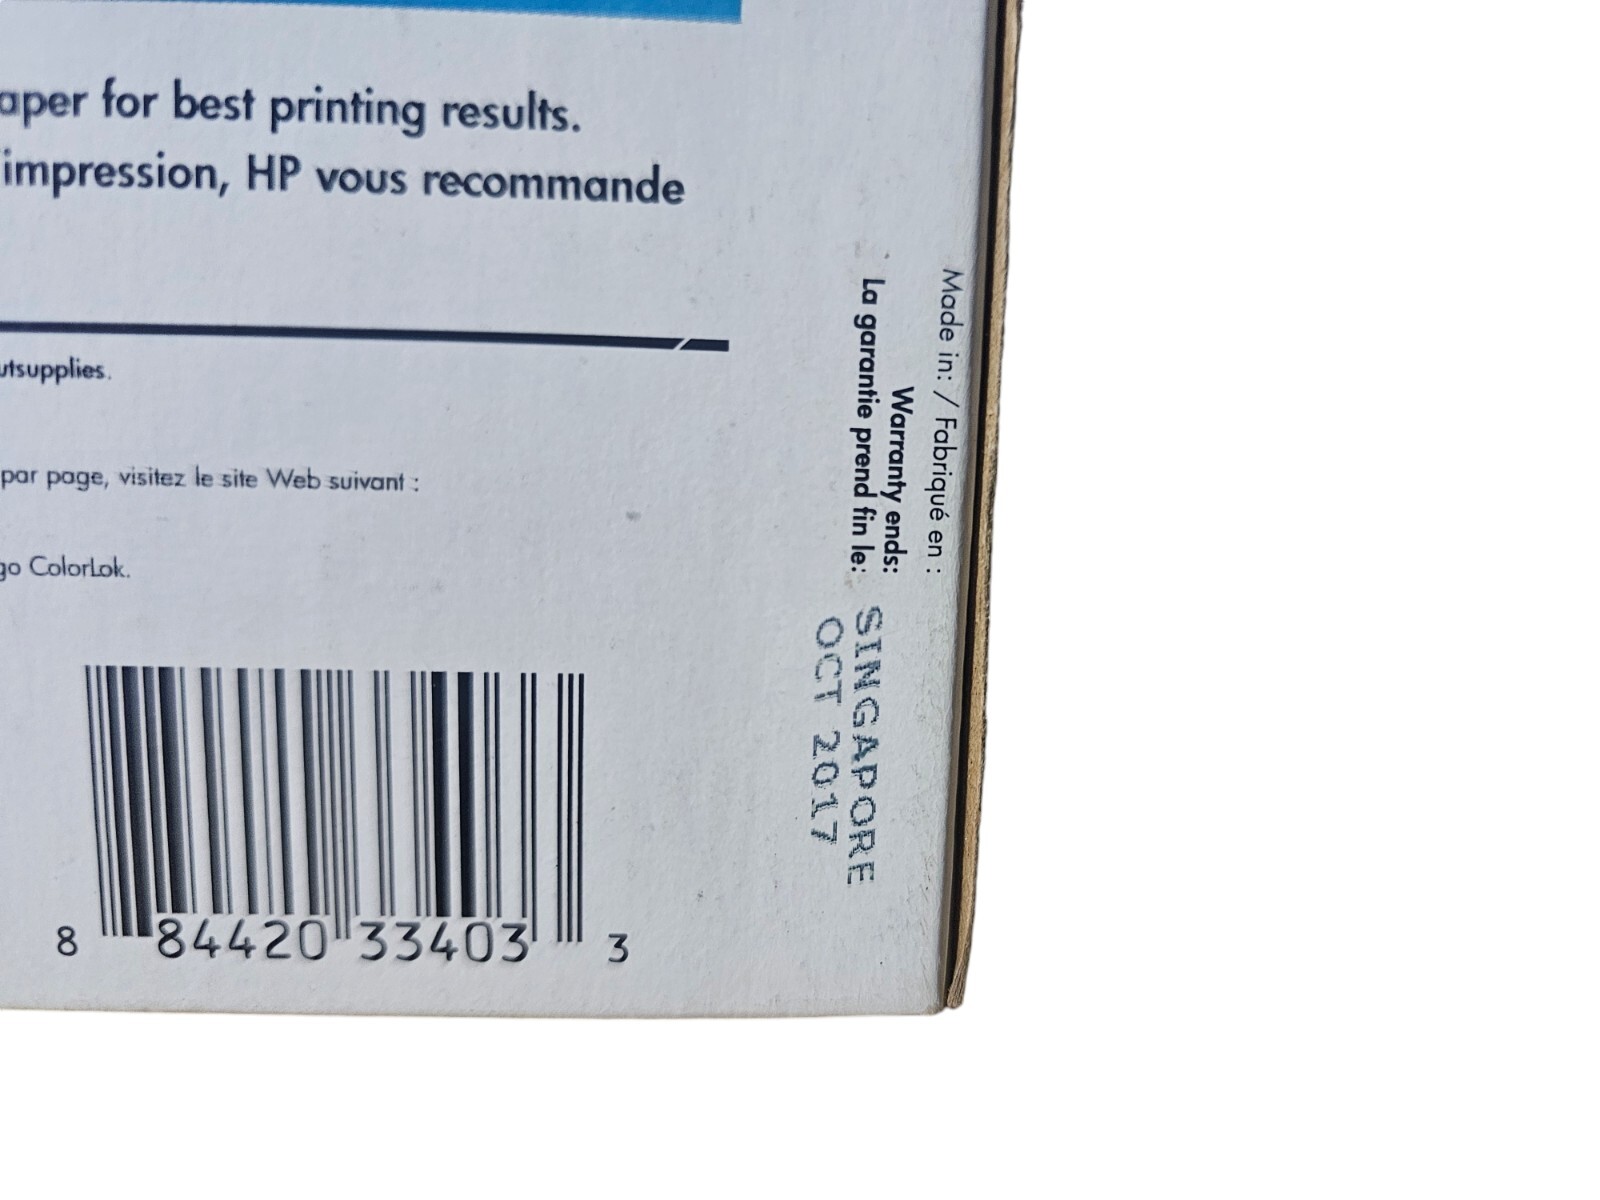 aper for best printing results.
impression, HP vous recommande
utsupplies.
par page, visitez le site Web suivant :
go ColorLok.
Made in: / Fabriqué en :
Warranty ends:
La garantie prend fin le:
SINGAPORE
OCT 2017
8 84420 33403 3